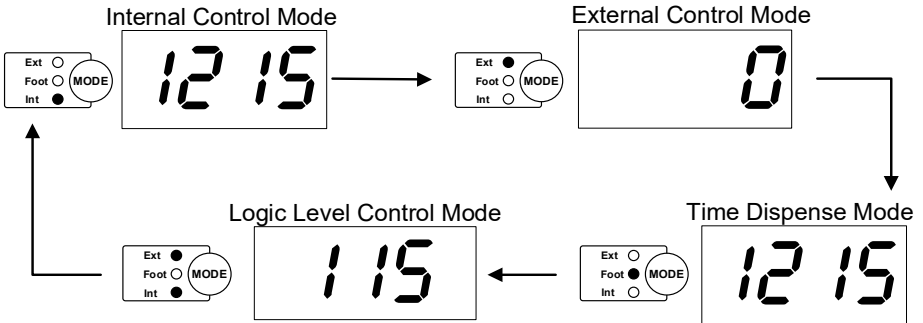 Internal Control Mode
Ext
Foot
Int
MODE
1215
External Control Mode
Ext
Foot
Int
MODE
0
Logic Level Control Mode
Ext
Foot
Int
MODE
115
Time Dispense Mode
Ext
Foot
Int
MODE
1215